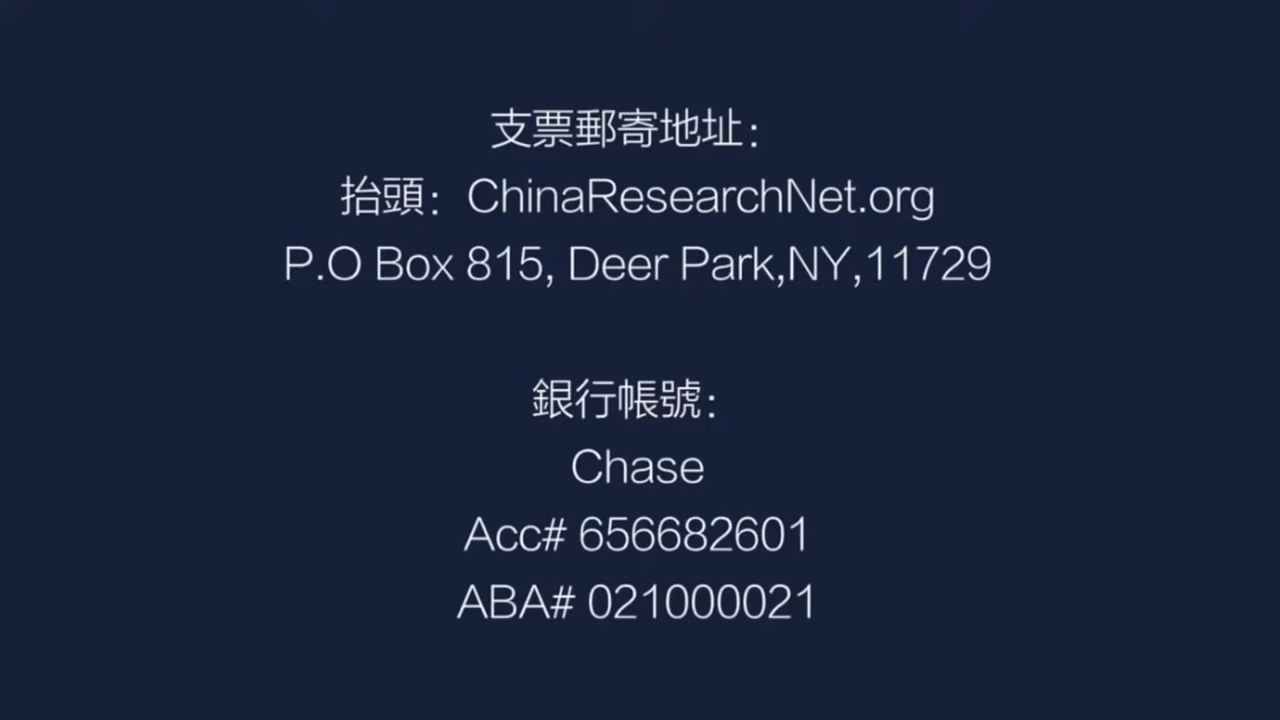 支票郵寄地址：
抬頭：ChinaResearchNet.org
P.O Box 815, Deer Park,NY,11729
銀行帳號：
Chase
Acc# 656682601
ABA# 021000021